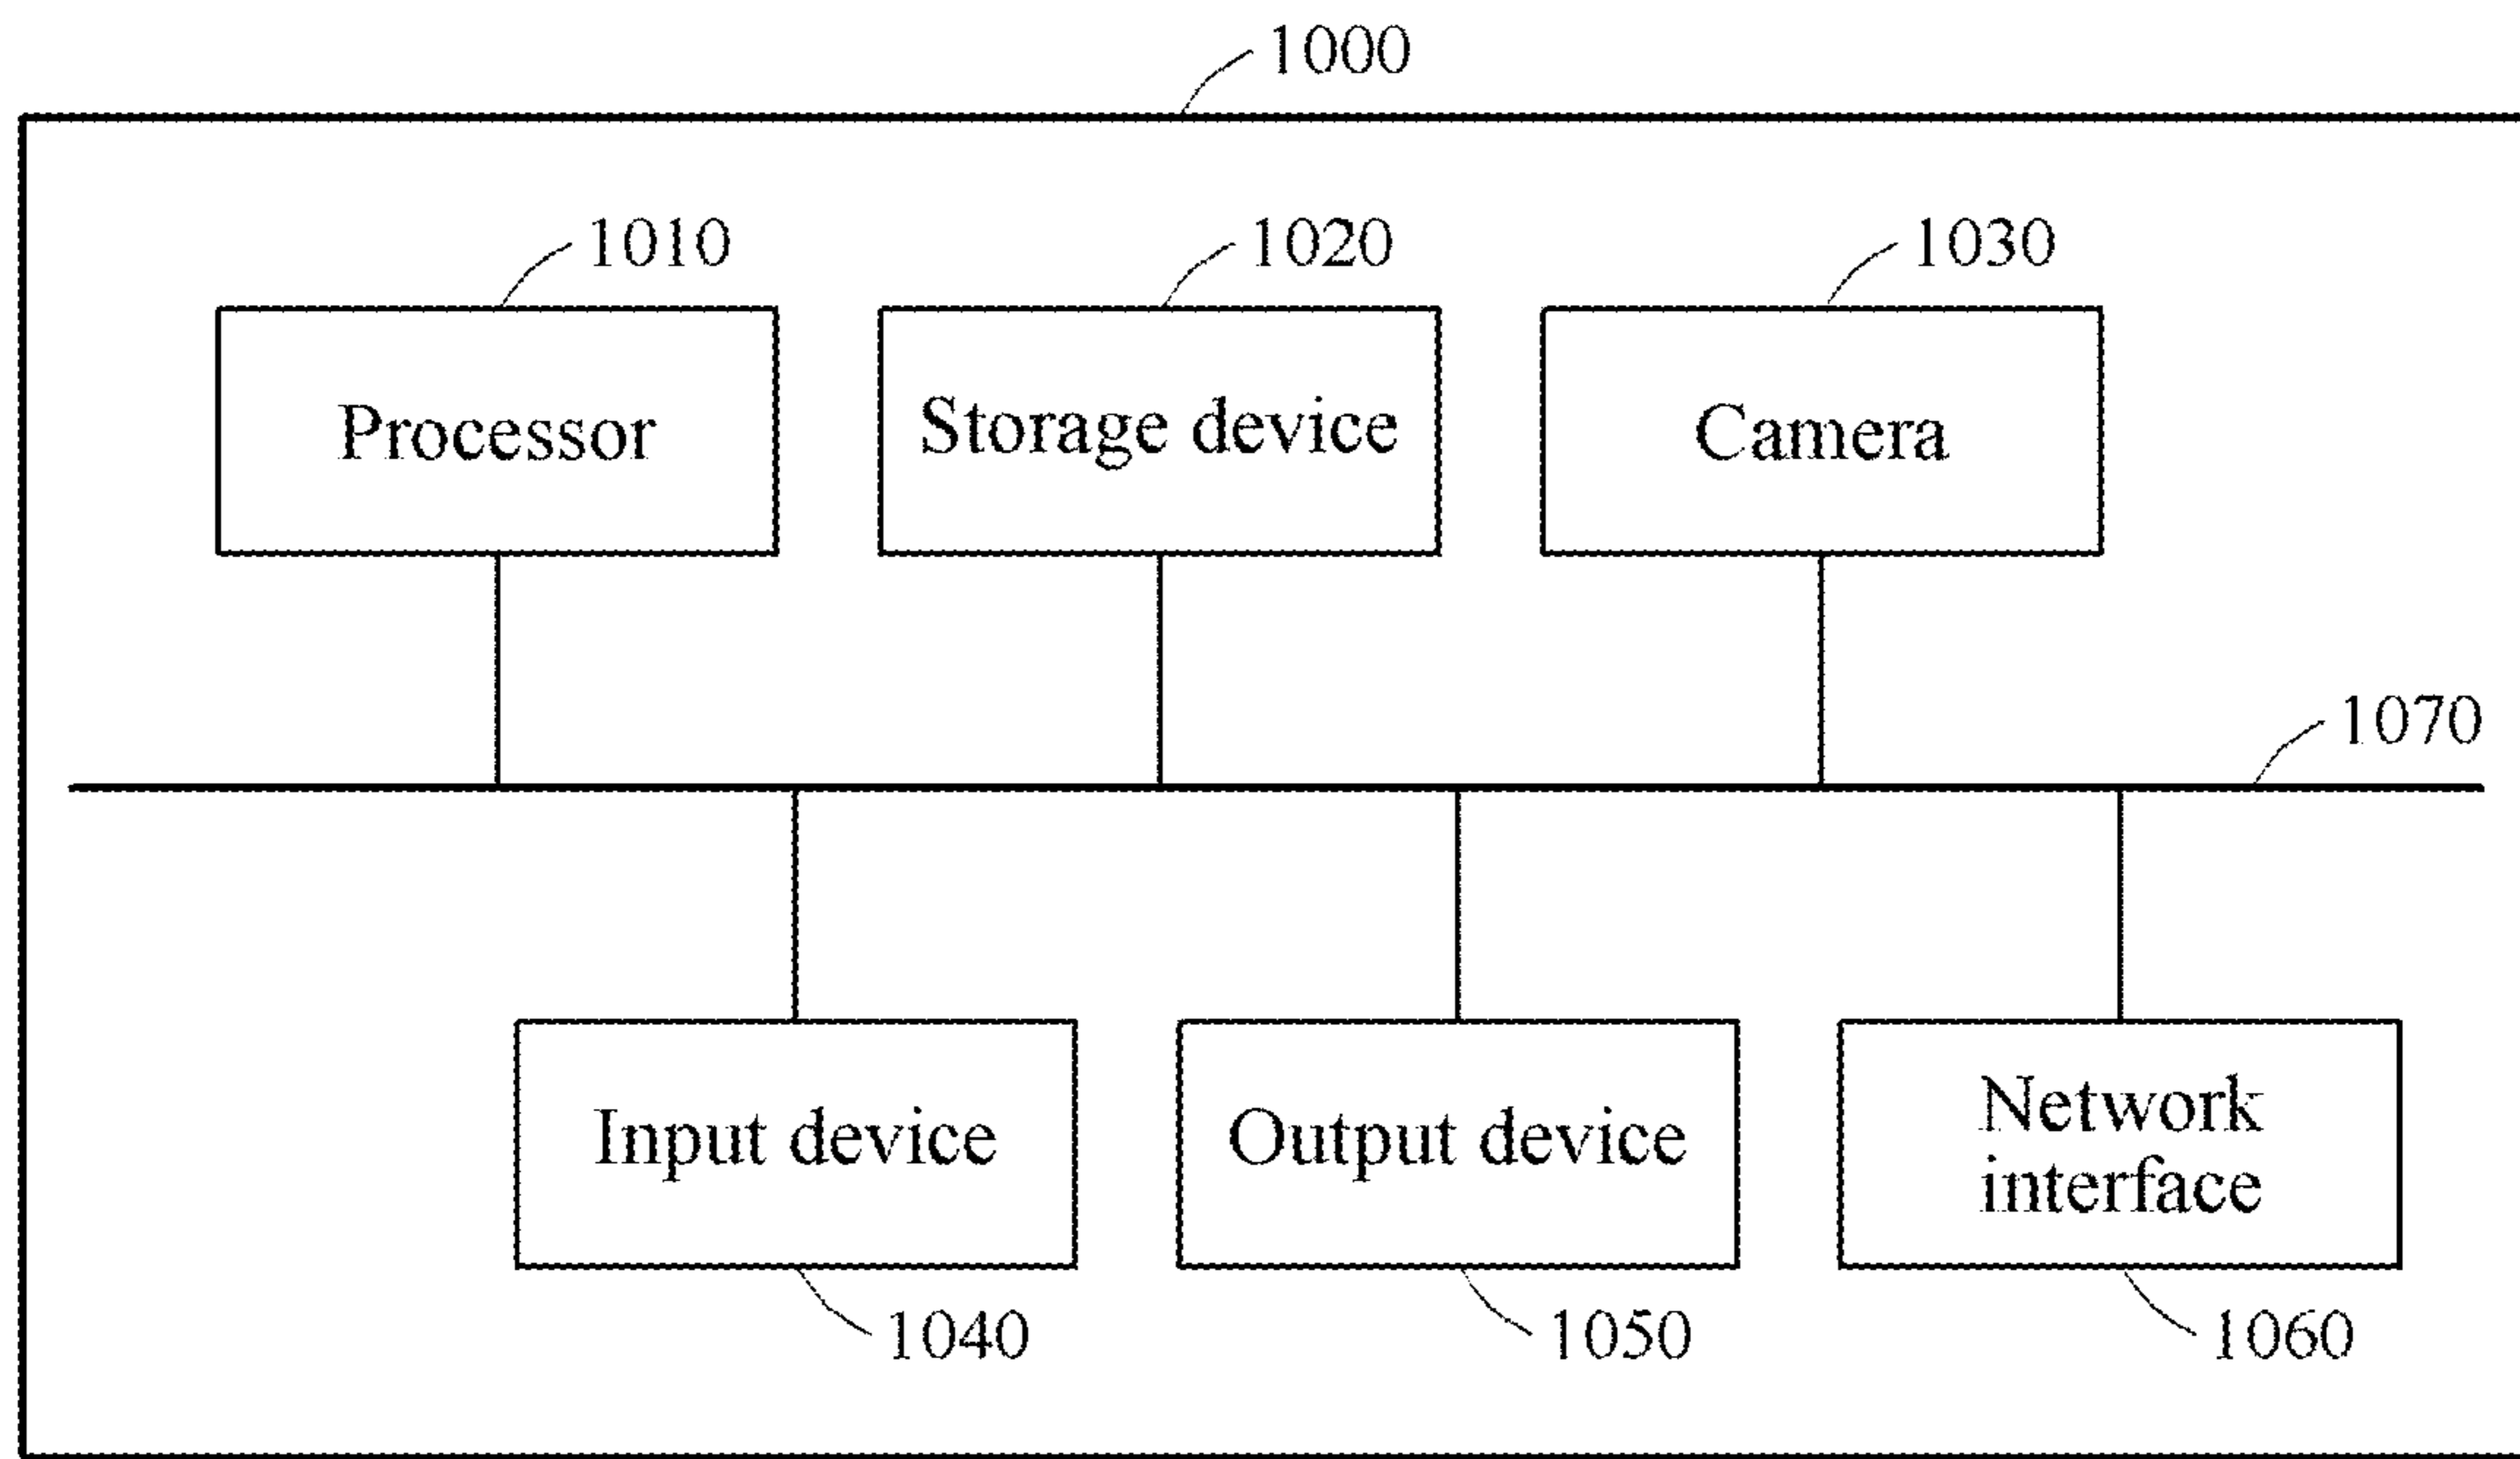 1000
1010
1020
1030
Processor
Storage device
Camera
1070
Input device
Output device
Network
interface
1040
1050
1060